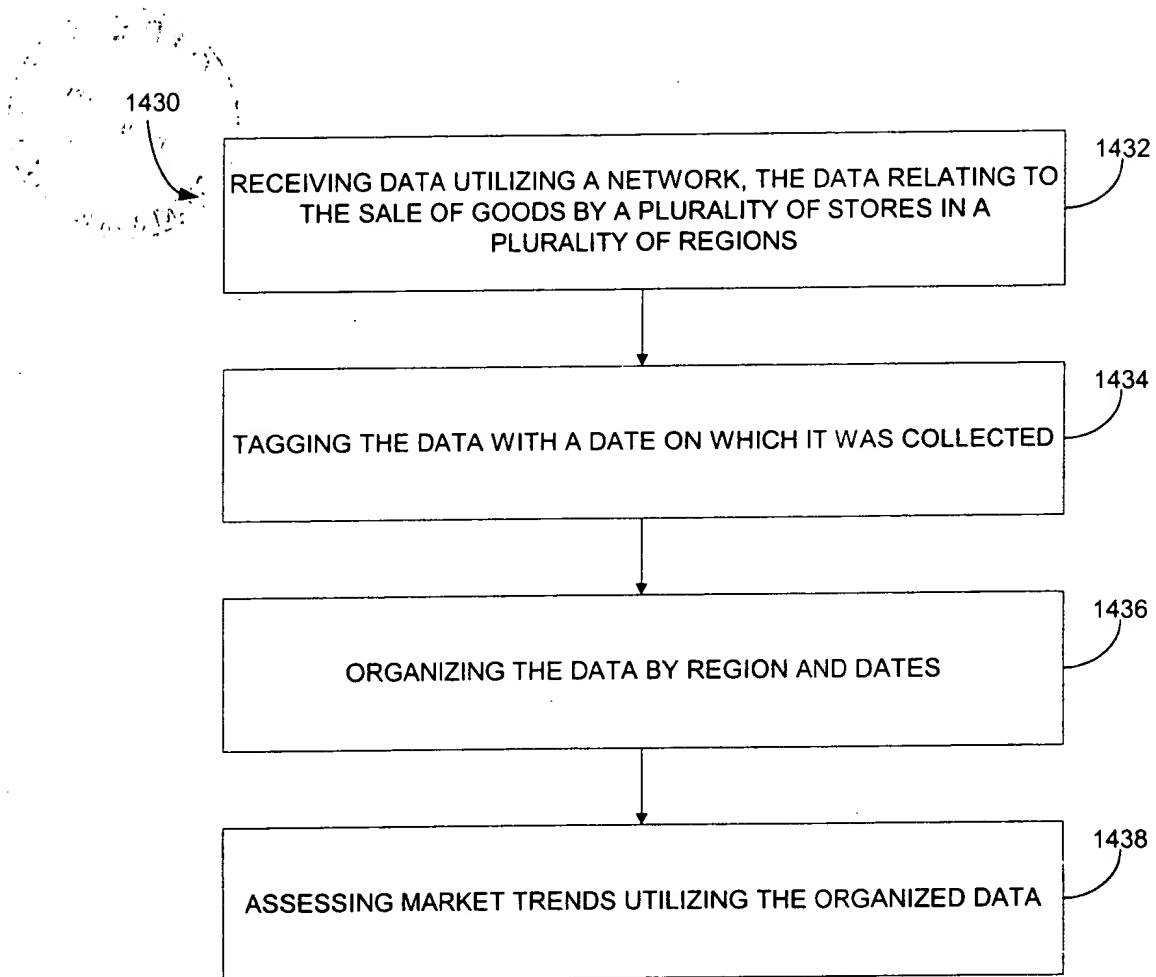 1430
1432
RECEIVING DATA UTILIZING A NETWORK, THE DATA RELATING TO
THE SALE OF GOODS BY A PLURALITY OF STORES IN A
PLURALITY OF REGIONS
1434
TAGGING THE DATA WITH A DATE ON WHICH IT WAS COLLECTED
1436
ORGANIZING THE DATA BY REGION AND DATES
1438
ASSESSING MARKET TRENDS UTILIZING THE ORGANIZED DATA